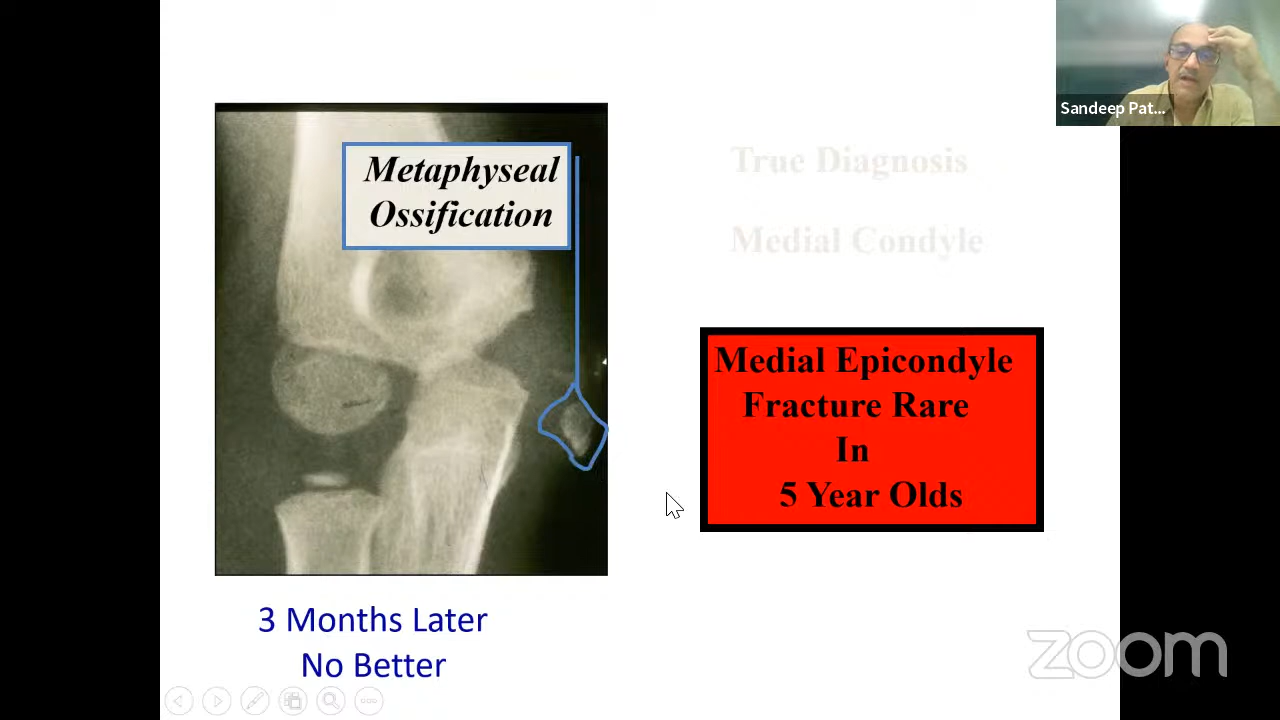 Sandeep Pat...
Metaphyseal
Ossification
True Diagnosis
Medial Condyle
Medial Epicondyle
Fracture Rare
In
5 Year Olds
3 Months Later
No Better
zoom